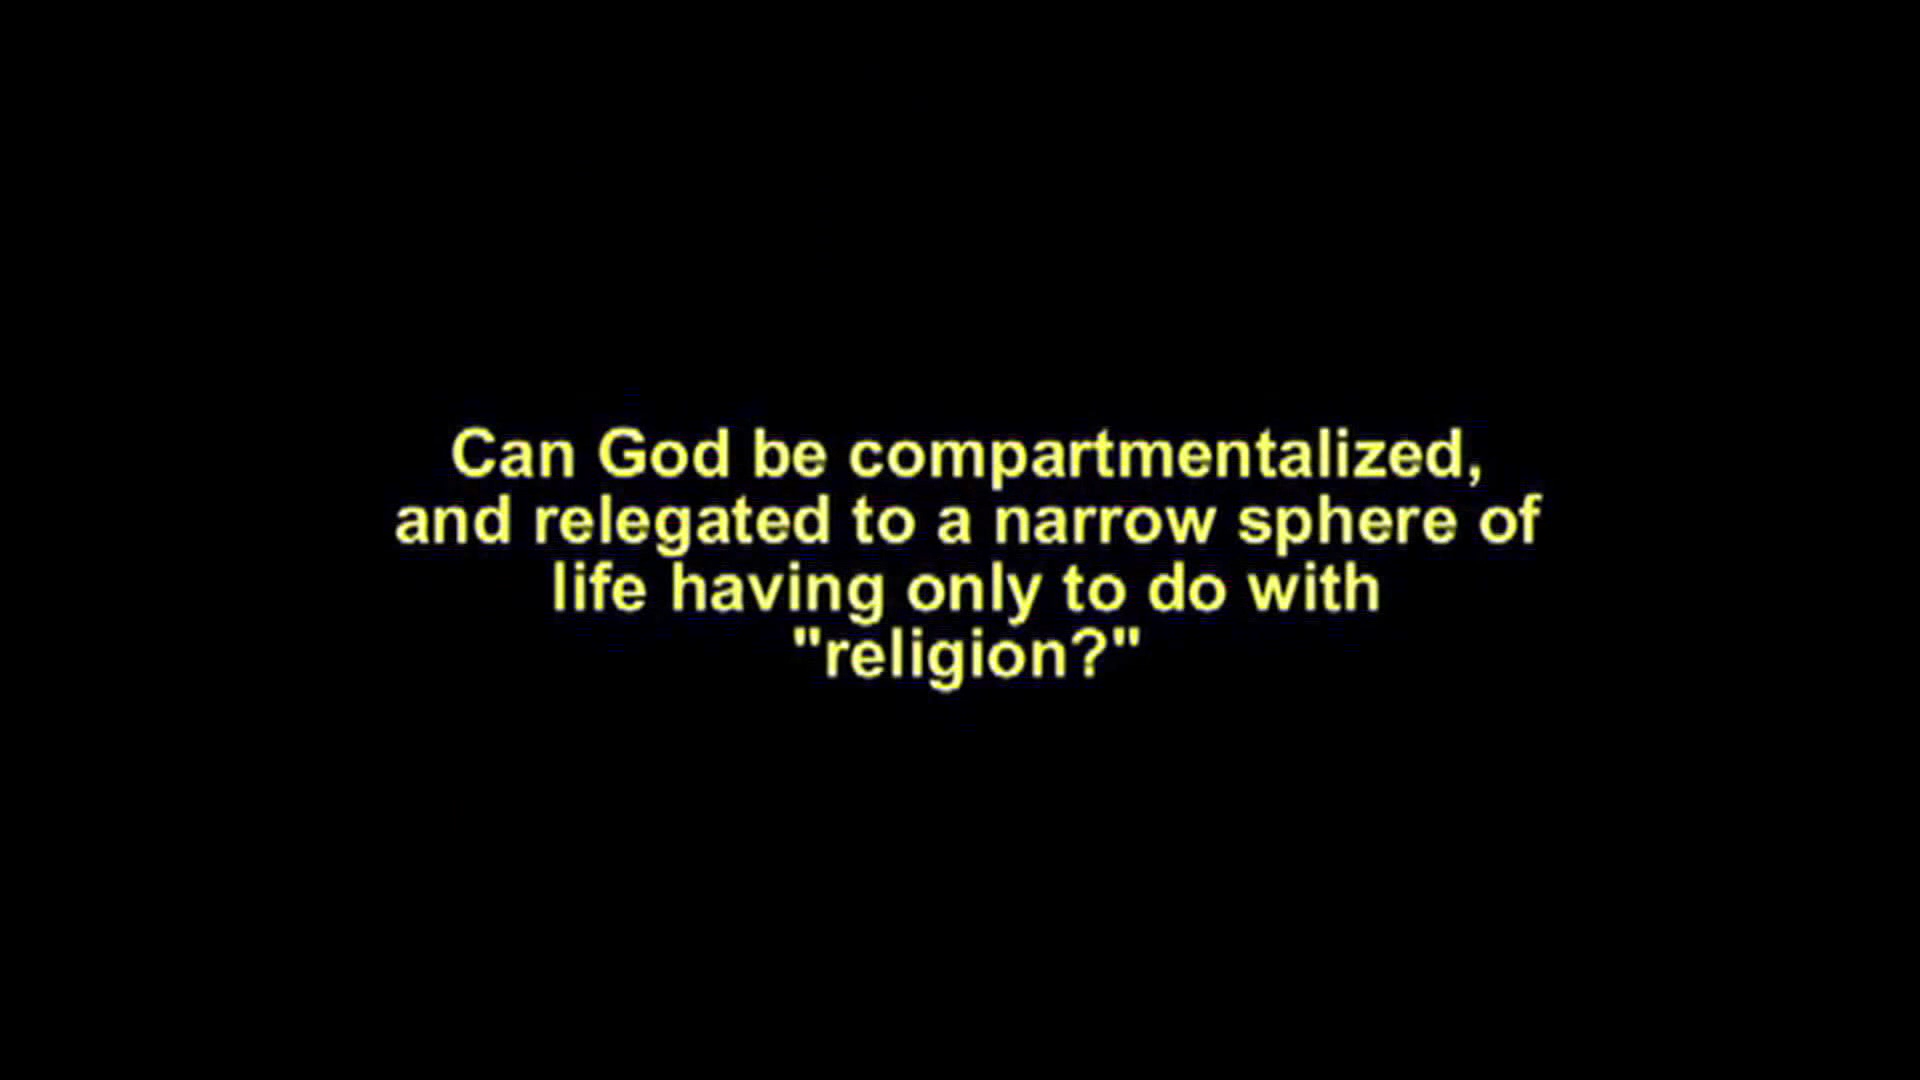 Can God be compartmentalized,
and relegated to a narrow sphere of
life having only to do with
"religion?"